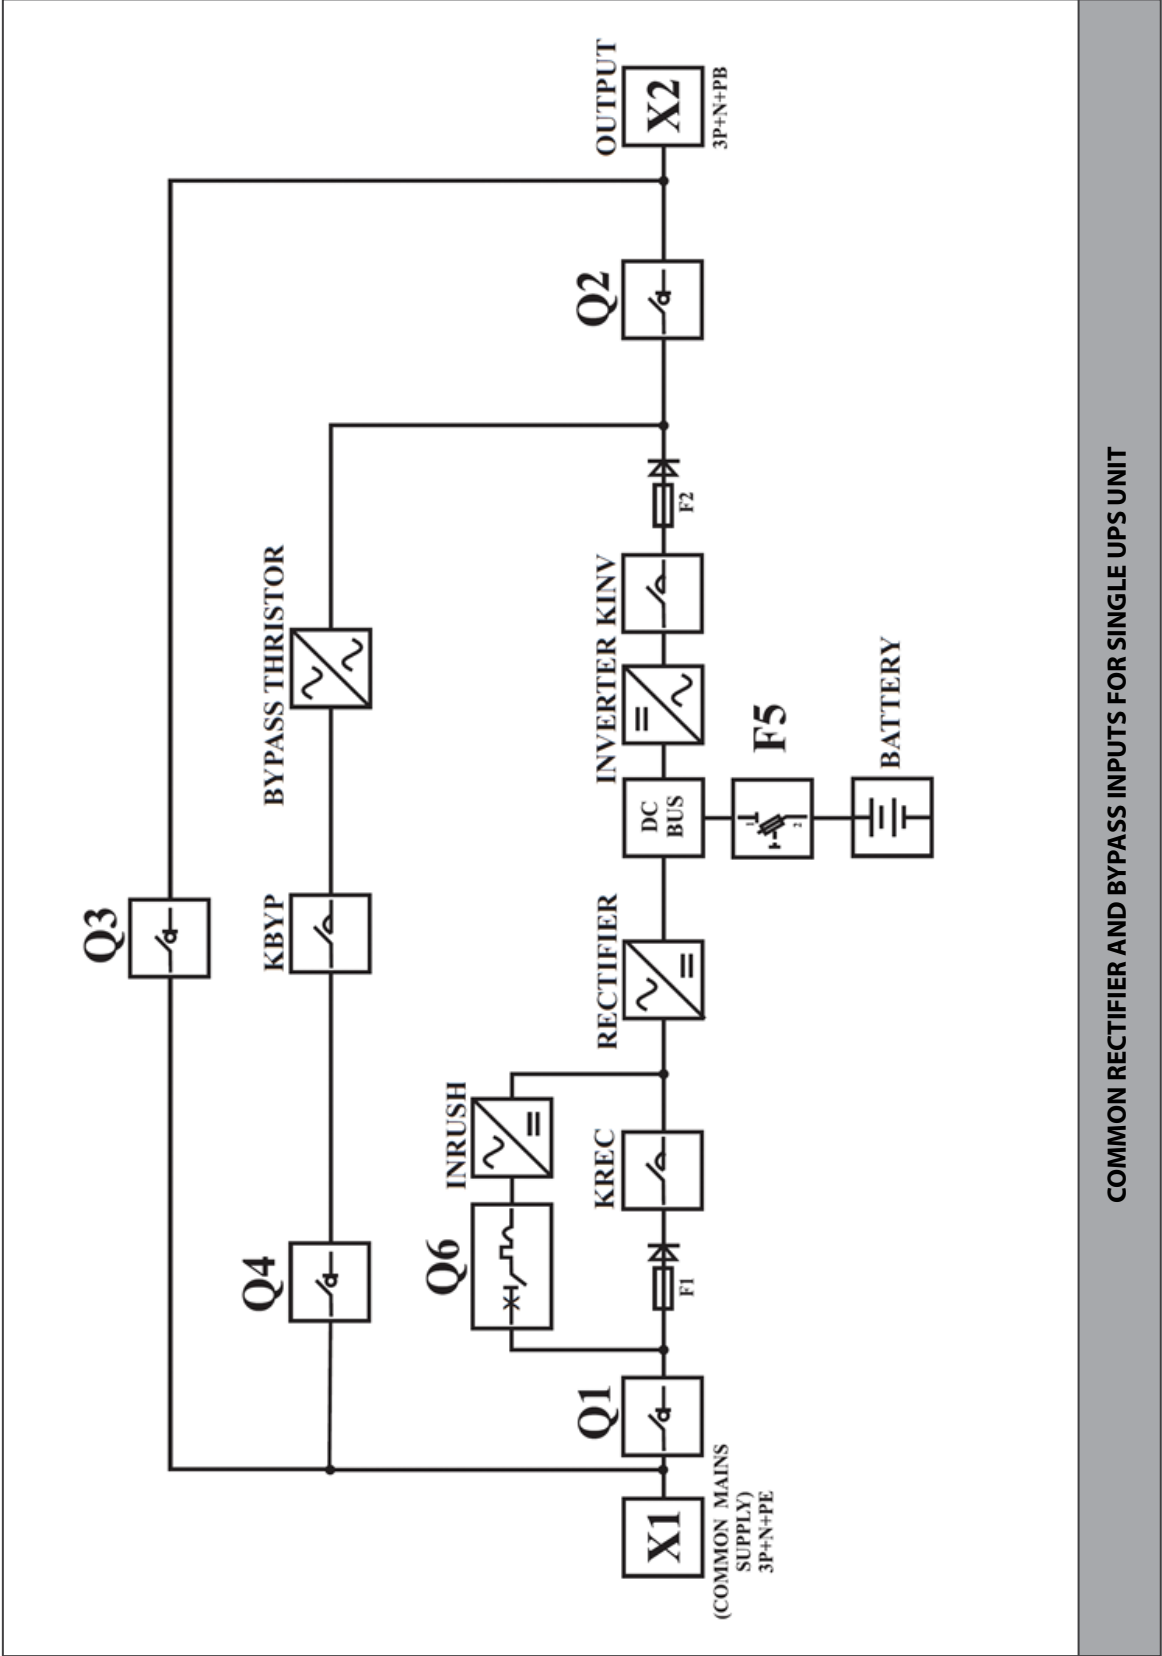 Q3
Q4
KBYP
BYPASS THRISTOR
Q6
INRUSH
Q1
KREC
RECTIFIER
INVERTER
KINV
Q2
OUTPUT
X1
F1
DC
BUS
F2
X2
(COMMON MAINS
SUPPLY)
3P+N+PE
3P+N+PB
F5
1
2
BATTERY
COMMON RECTIFIER AND BYPASS INPUTS FOR SINGLE UPS UNIT